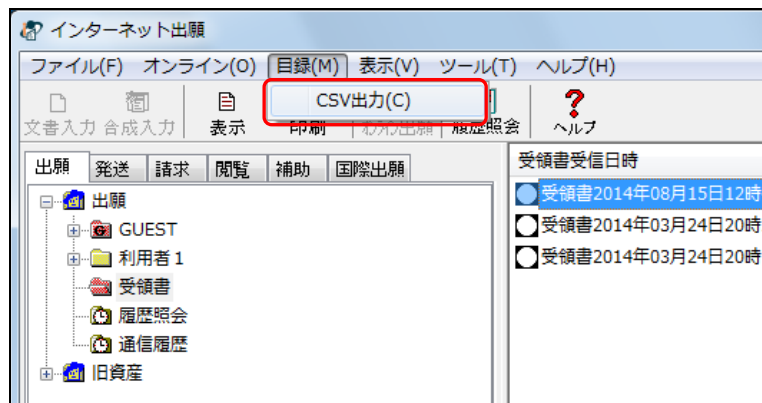 インターネット出願
ファイル(F) オンライン(O) 目録(M) 表示(V) ツール(T) ヘルプ(H)
CSV出力(C)
文書入力 合成入力 表示 印刷 わかわ出願 履歴照会 ヘルプ
出願 発送 請求 閲覧 補助 国際出願
受領書受信日時
出願
受領書2014年08月15日12時
GUEST
受領書2014年03月24日20時
利用者1
受領書2014年03月24日20時
受領書
履歴照会
通信履歴
旧資産